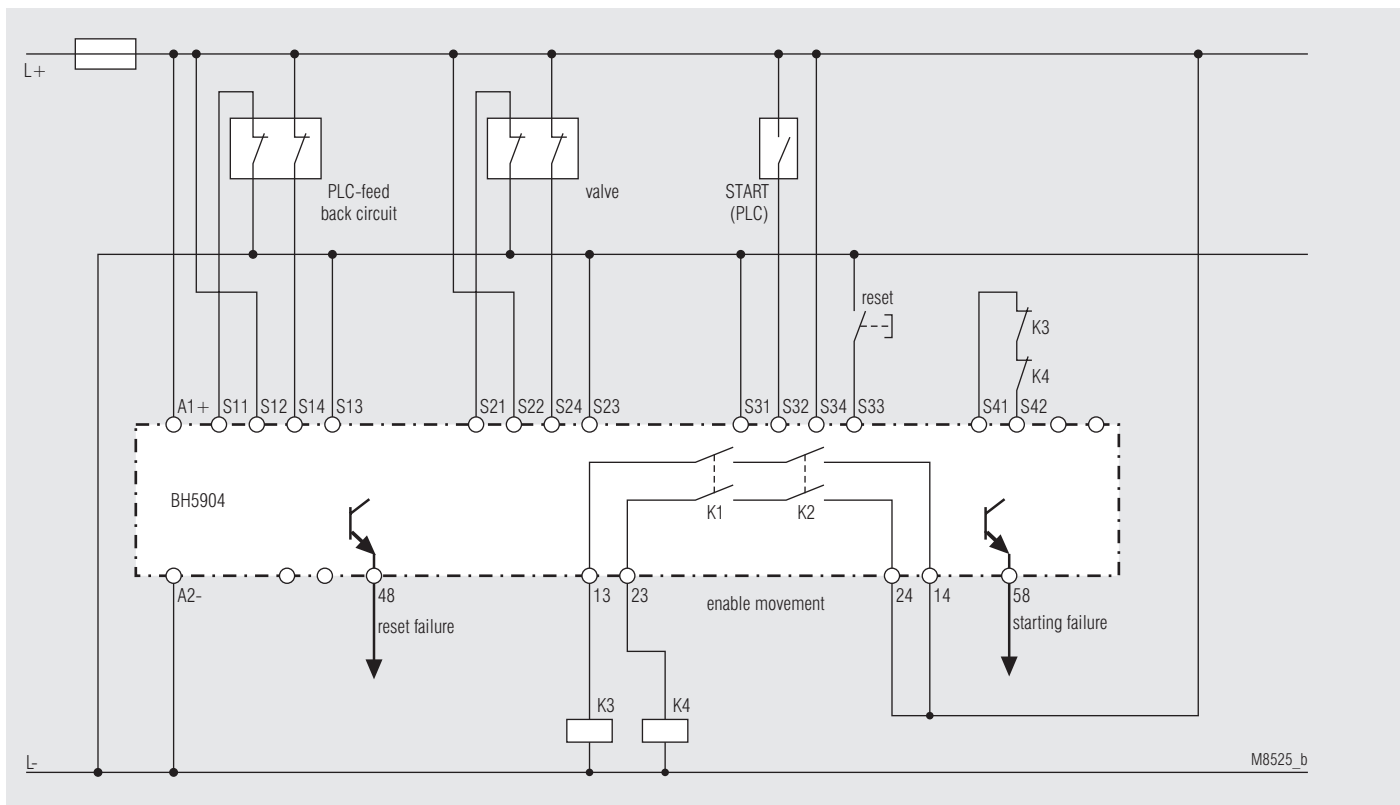 L+
PLC-feed
back circuit
valve
START
(PLC)
reset
K3
K4
A1+ S11 S12 S14 S13 S21 S22 S24 S23 S31 S32 S34 S33 S41 S42
BH5904
K1 K2
A2- 48 13 23 enable movement 24 14 58
reset failure
starting failure
K3 K4
L-
M8525_b